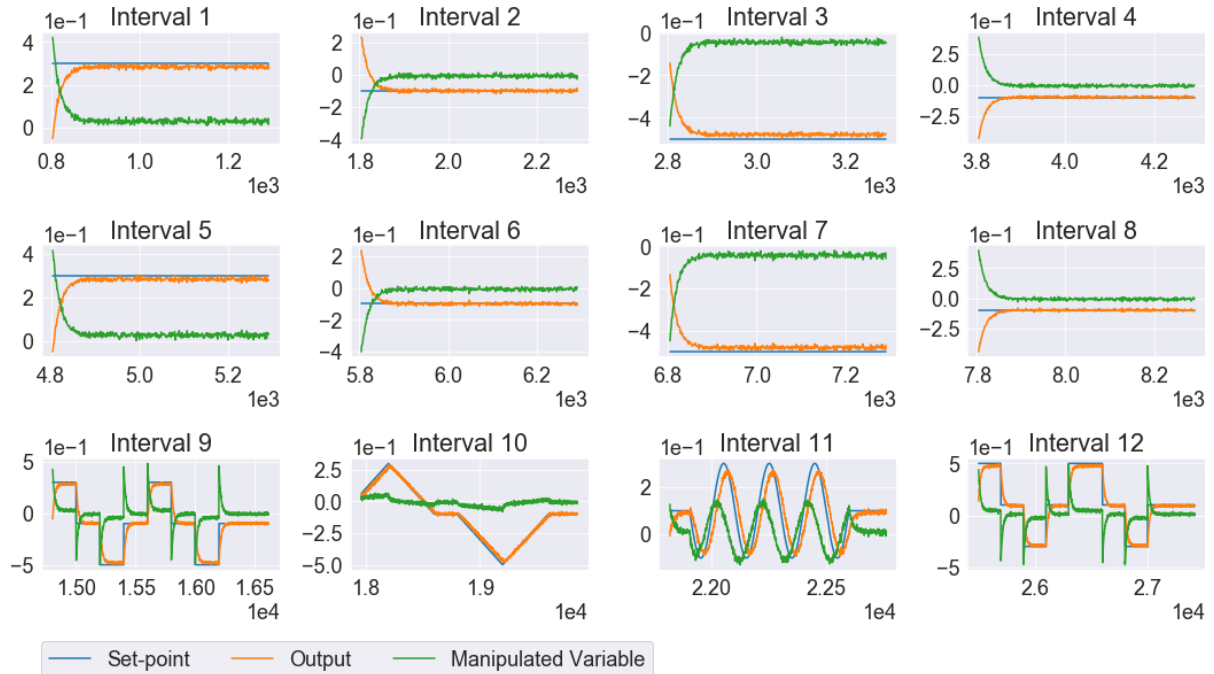 1e−1 Interval 1
4
2
0
0.8 1.0 1.2
1e3
1e−1 Interval 2
2
0
−2
−4
1.8 2.0 2.2
1e3
1e−1 Interval 3
0
−2
−4
2.8 3.0 3.2
1e3
1e−1 Interval 4
2.5
0.0
−2.5
3.8 4.0 4.2
1e3
1e−1 Interval 5
4
2
0
4.8 5.0 5.2
1e3
1e−1 Interval 6
2
0
−2
−4
5.8 6.0 6.2
1e3
1e−1 Interval 7
0
−2
−4
6.8 7.0 7.2
1e3
1e−1 Interval 8
2.5
0.0
−2.5
7.8 8.0 8.2
1e3
1e−1 Interval 9
5
0
−5
1.50 1.55 1.60 1.65
1e4
1e−1 Interval 10
2.5
0.0
−2.5
−5.0
1.8 1.9
1e4
1e−1 Interval 11
2
0
2.20 2.25
1e4
1e−1 Interval 12
5
0
−5
2.6 2.7
1e4
Set-point Output Manipulated Variable